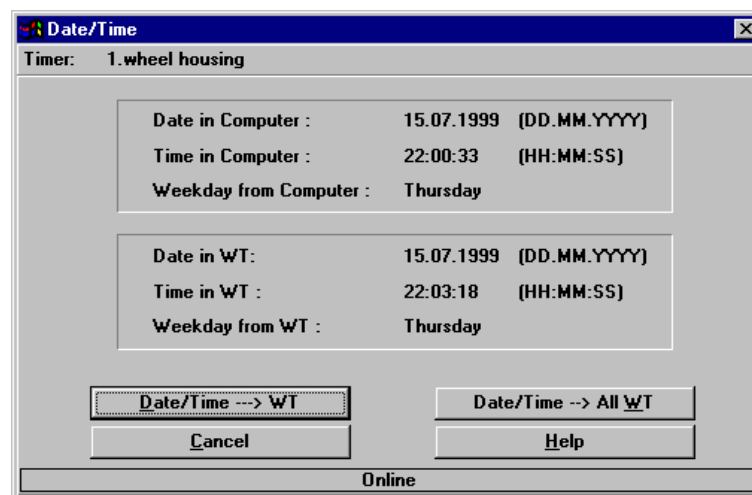 Date/Time
Timer: 1.wheel housing
Date in Computer : 15.07.1999 (DD.MM.YYYY)
Time in Computer : 22:00:33 (HH:MM:SS)
Weekday from Computer : Thursday
Date in WT: 15.07.1999 (DD.MM.YYYY)
Time in WT : 22:03:18 (HH:MM:SS)
Weekday from WT : Thursday
Date/Time ---> WT Date/Time --> All WT
Cancel Help
Online